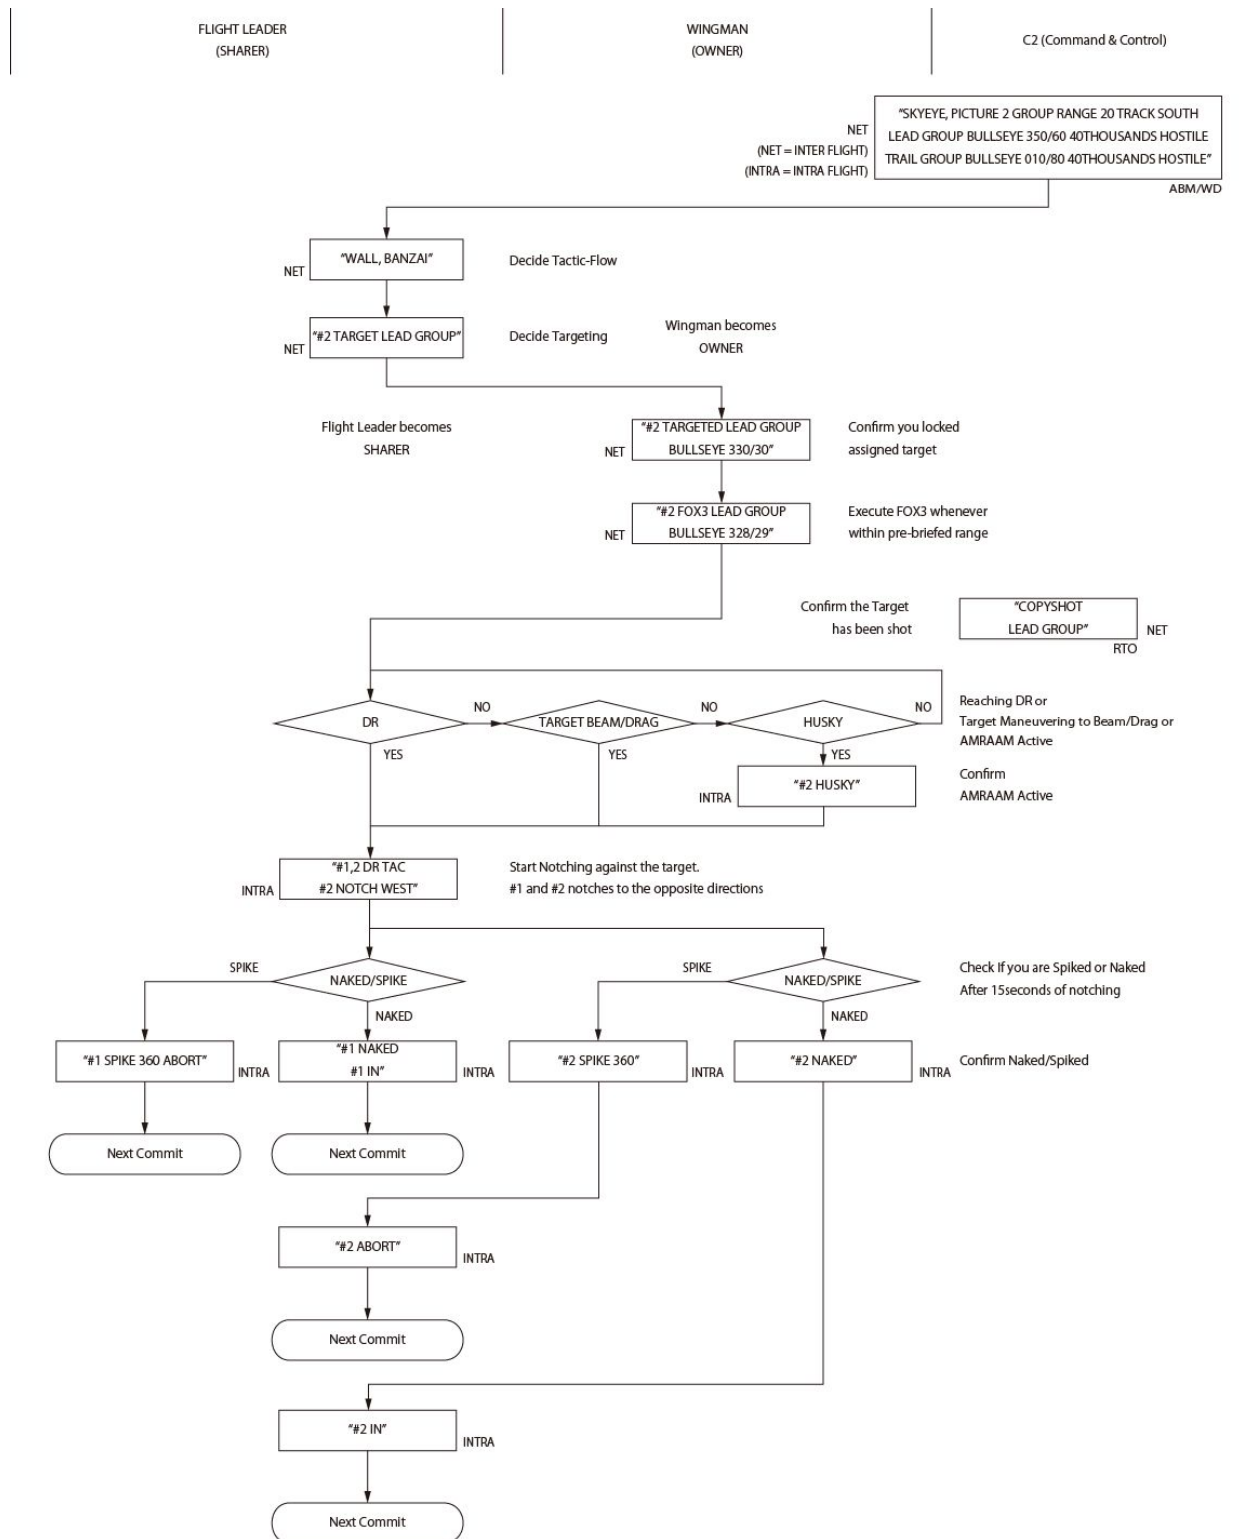 FLIGHT LEADER
(SHARER)
WINGMAN
(OWNER)
C2 (Command & Control)
NET
(NET = INTER FLIGHT)
(INTRA = INTRA FLIGHT)
“SKYEYE, PICTURE 2 GROUP RANGE 20 TRACK SOUTH
LEAD GROUP BULLSEYE 350/60 40THOUSANDS HOSTILE
TRAIL GROUP BULLSEYE 010/80 40THOUSANDS HOSTILE”
ABM/WD
NET
“WALL, BANZAI”
Decide Tactic-Flow
NET
“#2 TARGET LEAD GROUP”
Decide Targeting
Wingman becomes
OWNER
Flight Leader becomes
SHARER
NET
“#2 TARGETED LEAD GROUP
BULLSEYE 330/30”
Confirm you locked
assigned target
NET
“#2 FOX3 LEAD GROUP
BULLSEYE 328/29”
Execute FOX3 whenever
within pre-briefed range
Confirm the Target
has been shot
“COPYSHOT
LEAD GROUP”
NET
RTO
DR
NO
TARGET BEAM/DRAG
NO
HUSKY
NO
Reaching DR or
Target Maneuvering to Beam/Drag or
AMRAAM Active
YES
YES
YES
INTRA
“#2 HUSKY”
Confirm
AMRAAM Active
INTRA
“#1,2 DR TAC
#2 NOTCH WEST”
Start Notching against the target.
#1 and #2 notches to the opposite directions
SPIKE
NAKED/SPIKE
NAKED
SPIKE
NAKED/SPIKE
NAKED
Check If you are Spiked or Naked
After 15seconds of notching
“#1 SPIKE 360 ABORT”
INTRA
“#1 NAKED
#1 IN”
INTRA
“#2 SPIKE 360”
INTRA
“#2 NAKED”
INTRA
Confirm Naked/Spiked
Next Commit
Next Commit
“#2 ABORT”
INTRA
Next Commit
“#2 IN”
INTRA
Next Commit